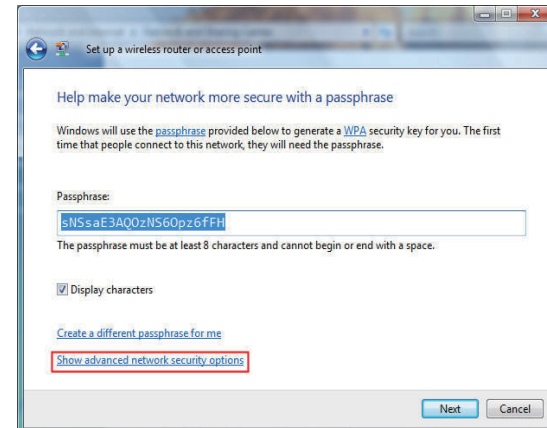 Set up a wireless router or access point
Help make your network more secure with a passphrase
Windows will use the passphrase provided below to generate a WPA security key for you. The first
time that people connect to this network, they will need the passphrase.
Passphrase:
sNSsaE3AQOzNS6Opz6fFH
The passphrase must be at least 8 characters and cannot begin or end with a space.
Display characters
Create a different passphrase for me
Show advanced network security options
Next Cancel